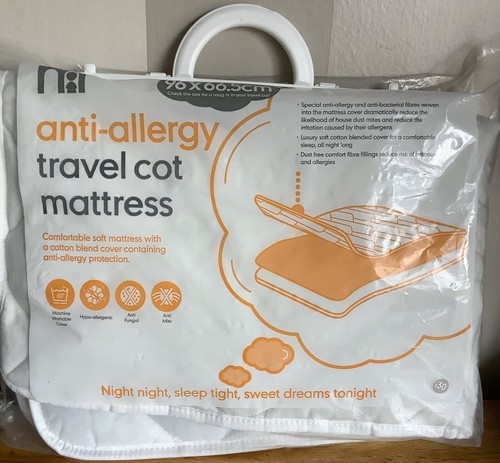 96 x 66.5cm
Check the size for a snug fit in your travel cot
anti-allergy
travel cot
mattress
Comfortable soft mattress with
a cotton blend cover containing
anti-allergy protection.
40°
Machine
Washable
Cover
Hypo-allergenic
Anti
Fungal
Anti
Mite
• Special anti-allergy and anti-bacterial fibres woven
into the mattress cover dramatically reduce the
likelihood of house dust mites and reduce the
irritation caused by their allergens
• Luxury soft cotton blended cover for a comfortable
sleep, all night long
• Dust free comfort fibre fillings reduce risk of
and allergies
Night night, sleep tight, sweet dreams tonight